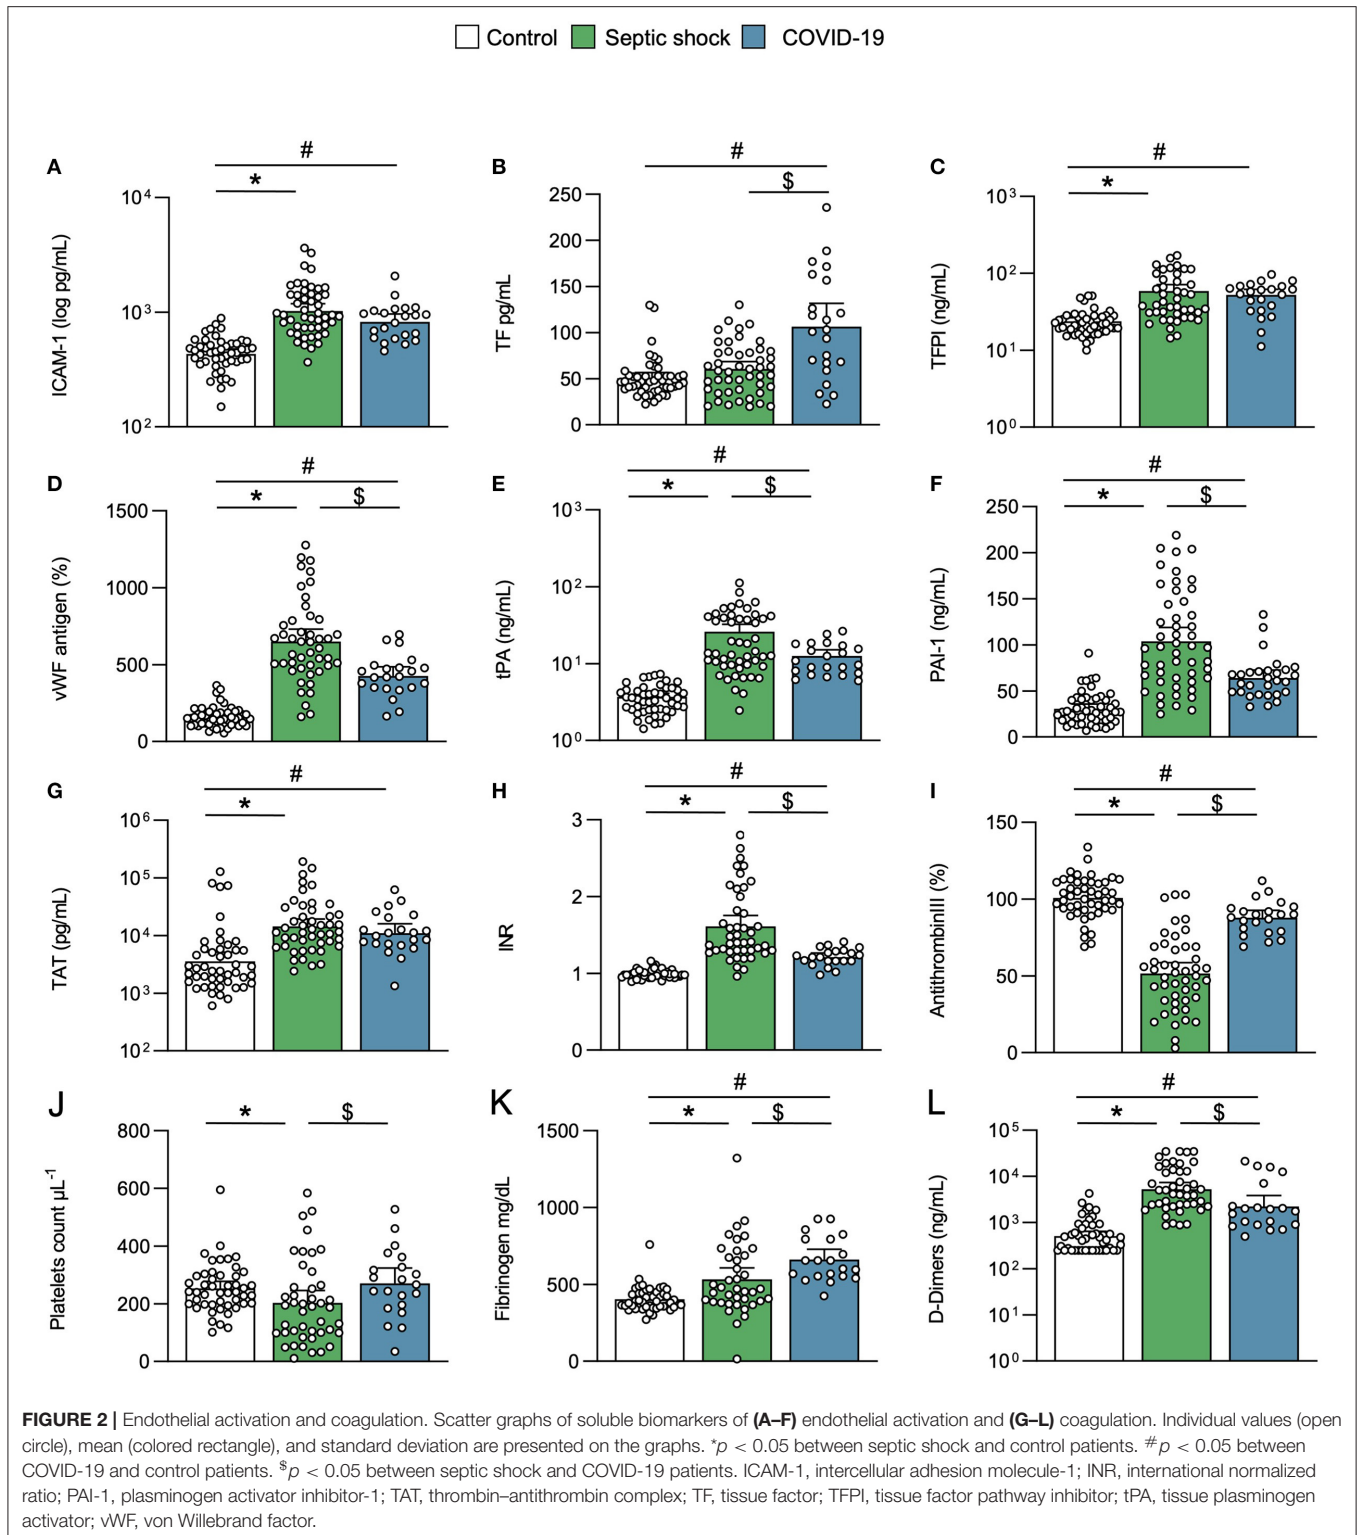 Control Septic shock COVID-19
A
#
*
ICAM-1 (log pg/mL)
10⁴
10³
10²
B
#
$
TF pg/mL
250
200
150
100
50
0
C
#
*
TFPI (ng/mL)
10³
10²
10¹
10⁰
D
#
* $
vWF antigen (%)
1500
1000
500
0
E
#
* $
tPA (ng/mL)
10³
10²
10¹
10⁰
F
#
* $
PAI-1 (ng/mL)
250
200
150
100
50
0
G
#
*
TAT (pg/mL)
10⁶
10⁵
10⁴
10³
10²
H
#
* $
INR
3
2
1
0
I
#
* $
AntithrombinIII (%)
150
100
50
0
J
* $
Platelets count µL⁻¹
800
600
400
200
0
K
#
* $
Fibrinogen mg/dL
1500
1000
500
0
L
#
* $
D-Dimers (ng/mL)
10⁵
10⁴
10³
10²
10¹
10⁰
FIGURE 2 | Endothelial activation and coagulation. Scatter graphs of soluble biomarkers of (A–F) endothelial activation and (G–L) coagulation. Individual values (open
circle), mean (colored rectangle), and standard deviation are presented on the graphs. *p < 0.05 between septic shock and control patients. #p < 0.05 between
COVID-19 and control patients. $p < 0.05 between septic shock and COVID-19 patients. ICAM-1, intercellular adhesion molecule-1; INR, international normalized
ratio; PAI-1, plasminogen activator inhibitor-1; TAT, thrombin–antithrombin complex; TF, tissue factor; TFPI, tissue factor pathway inhibitor; tPA, tissue plasminogen
activator; vWF, von Willebrand factor.